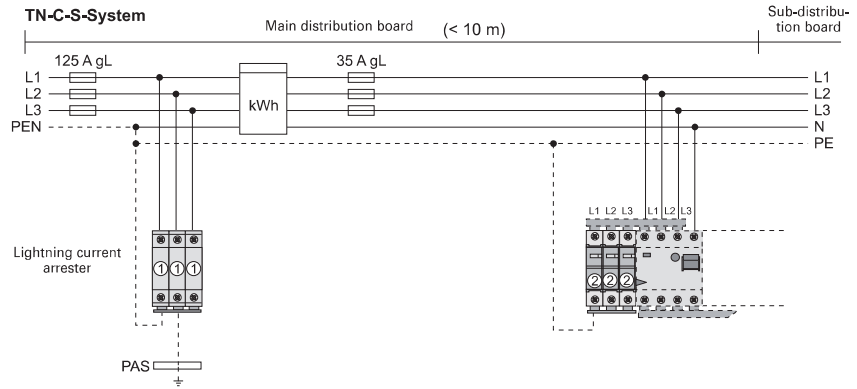 TN-C-S-System
Main distribution board
(< 10 m)
Sub-distribu-
tion board
125 A gL
35 A gL
L1
L2
L3
PEN
kWh
L1
L2
L3
N
PE
L1 L2 L3
L1 L2 L3
Lightning current
arrester
1 1 1
2 2 2
PAS